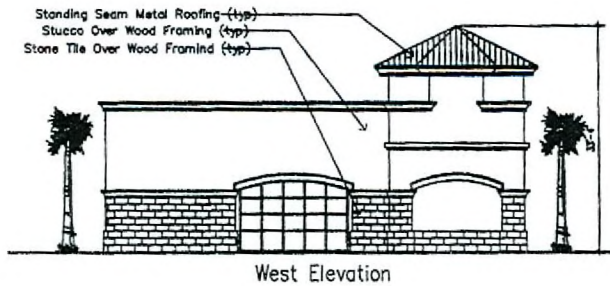 Standing Seam Metal Roofing (typ)
Stucco Over Wood Framing (typ)
Stone Tile Over Wood Framind (typ)
West Elevation